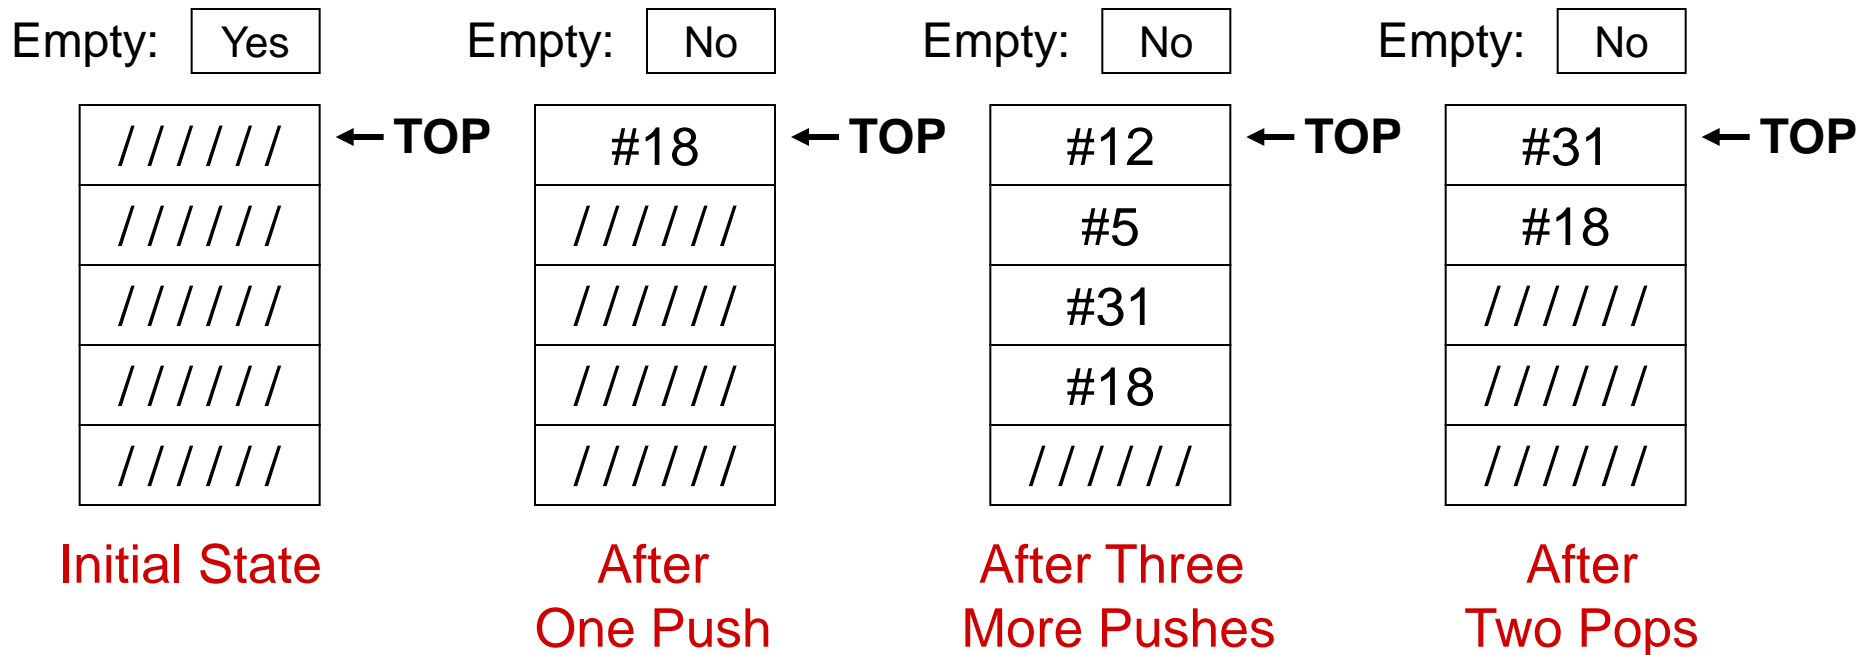 Empty: Yes Empty: No Empty: No Empty: No
/ / / / / / ← TOP #18 ← TOP #12 ← TOP #31 ← TOP
/ / / / / / / / / / / / #5 #18
/ / / / / / / / / / / / #31 / / / / / /
/ / / / / / / / / / / / #18 / / / / / /
/ / / / / / / / / / / / / / / / / / / / / / / /
Initial State After After Three After
One Push More Pushes Two Pops